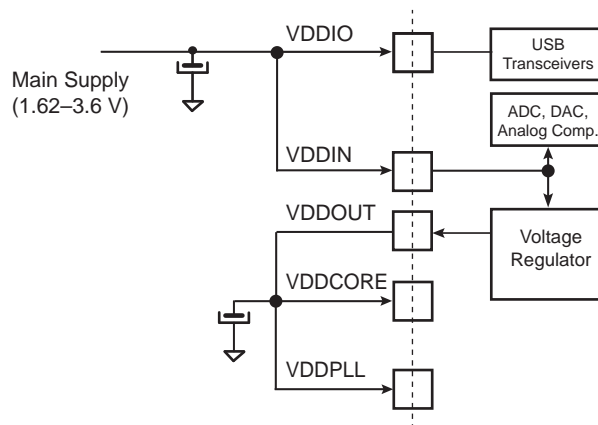 VDDIO
USB
Transceivers
Main Supply
(1.62–3.6 V)
ADC, DAC,
Analog Comp.
VDDIN
VDDOUT
Voltage
Regulator
VDDCORE
VDDPLL